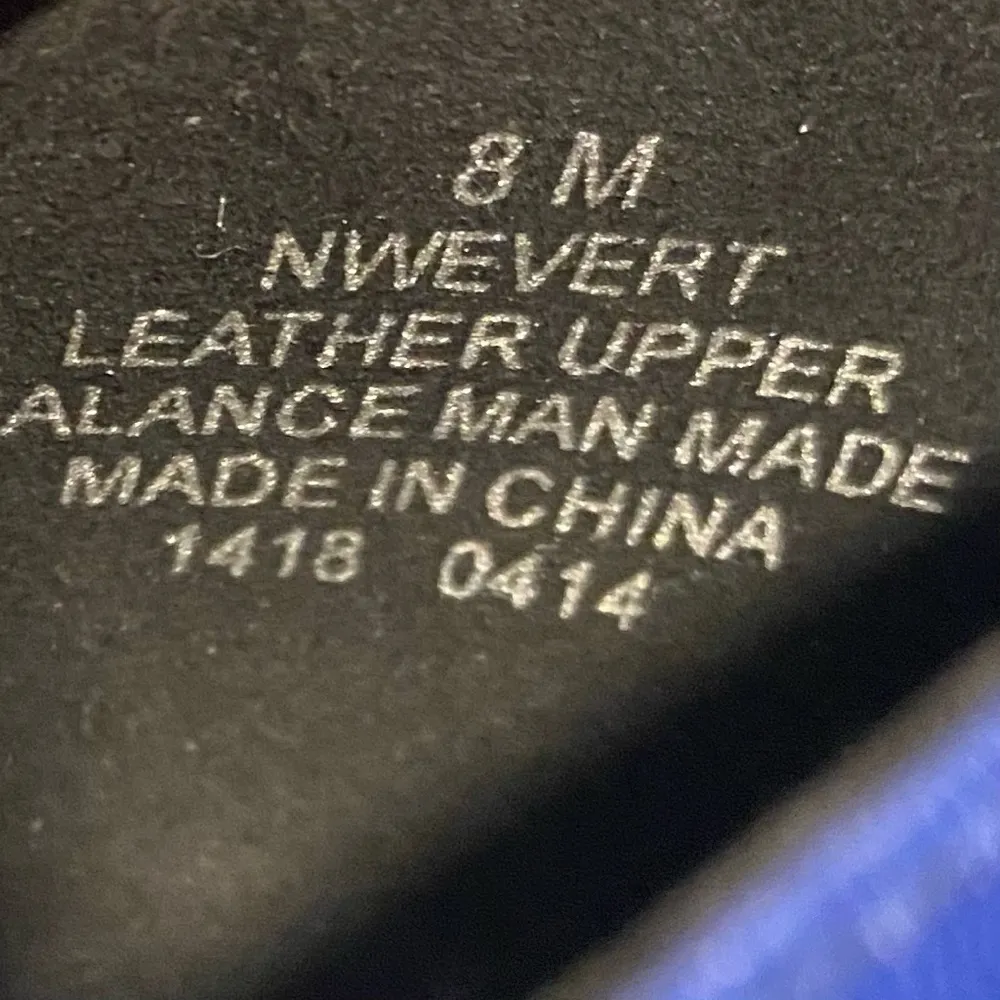 8 M
NWEVERT
LEATHER UPPER
ALANCE MAN MADE
MADE IN CHINA
1418 0414